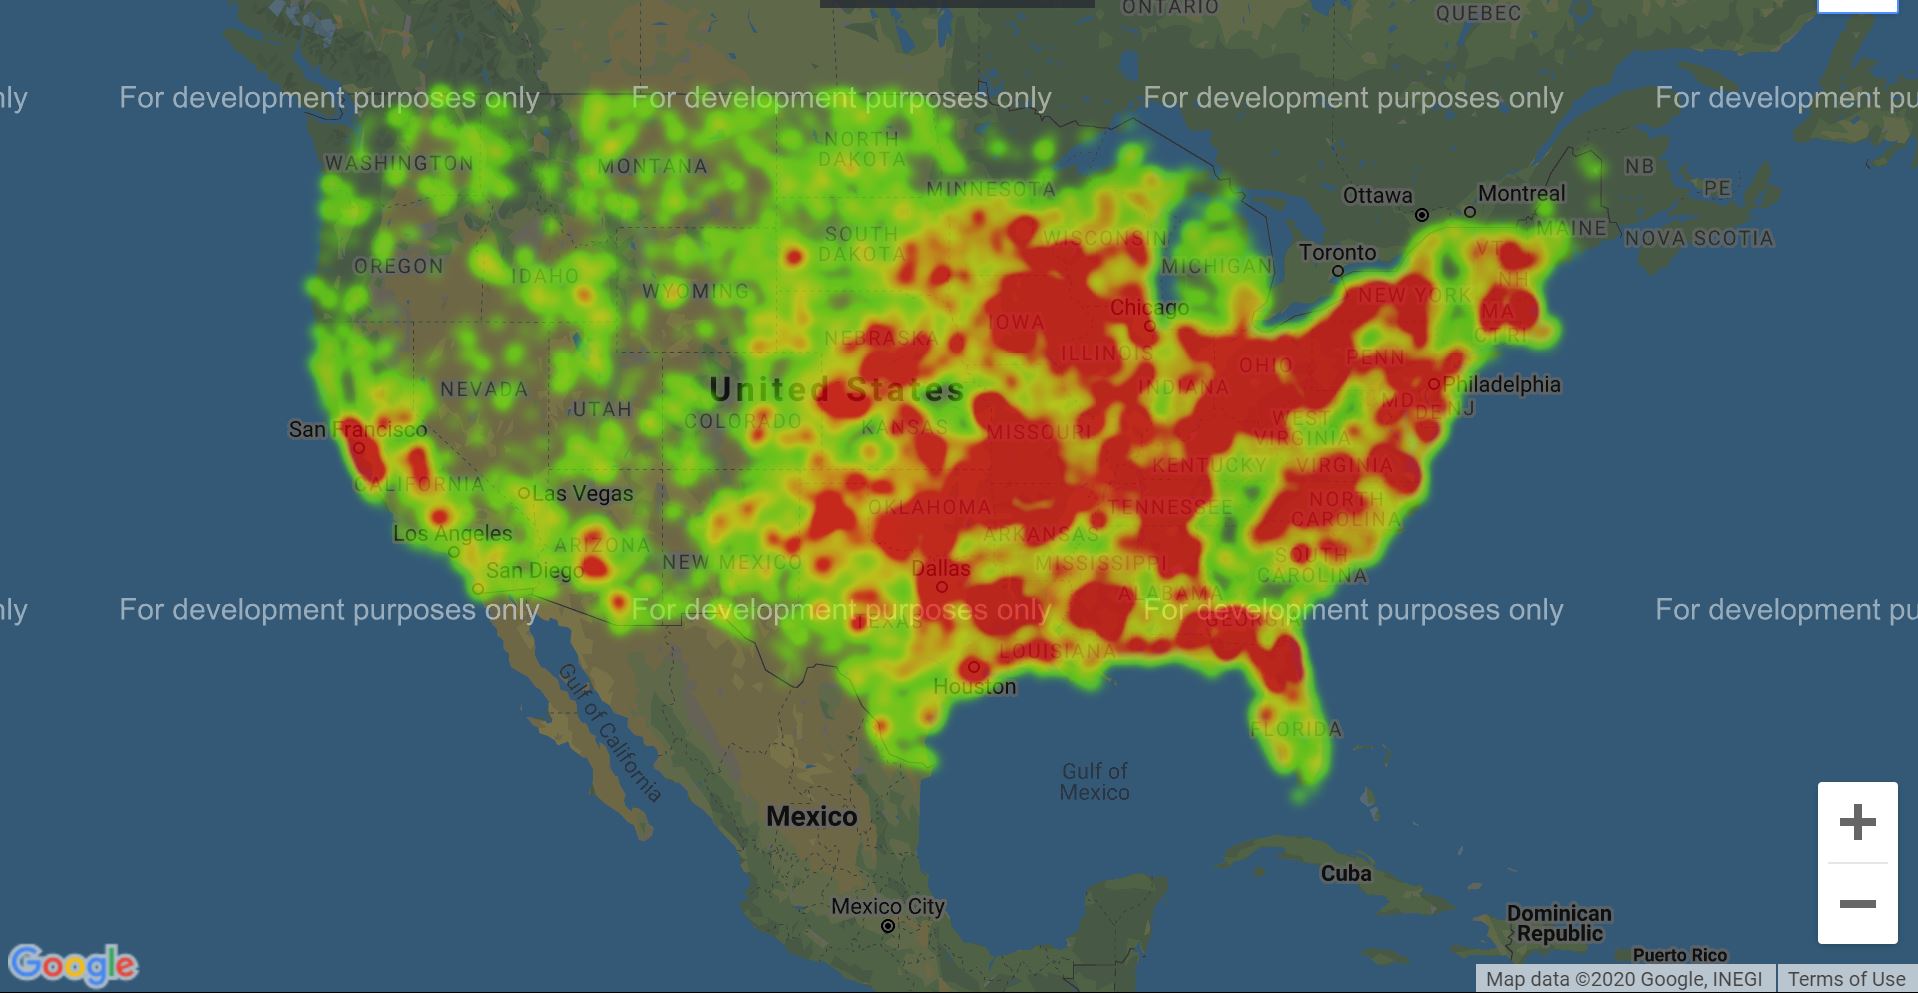 ONTARIO
QUEBEC
nly
For development purposes only
For development purposes only
For development purposes only
For development pu
WASHINGTON
MONTANA
NORTH
DAKOTA
MINNESOTA
Ottawa
Montreal
NB
PE
MAINE
NOVA SCOTIA
OREGON
IDAHO
WYOMING
SOUTH
DAKOTA
WISCONSIN
MICHIGAN
Toronto
VT
NH
NEW YORK
MA
CT RI
Chicago
IOWA
NEBRASKA
ILLINOIS
INDIANA
OHIO
PENN
Philadelphia
MD
DE
NJ
United States
NEVADA
UTAH
COLORADO
KANSAS
MISSOURI
WEST
VIRGINIA
KENTUCKY
VIRGINIA
San Francisco
CALIFORNIA
Las Vegas
Los Angeles
San Diego
ARIZONA
NEW MEXICO
OKLAHOMA
ARKANSAS
TENNESSEE
NORTH
CAROLINA
MISSISSIPPI
SOUTH
CAROLINA
Dallas
ALABAMA
nly
For development purposes only
For development purposes only
For development purposes only
For development pu
TEXAS
GEORGIA
LOUISIANA
Houston
FLORIDA
Gulf of California
Gulf of
Mexico
Mexico
Mexico City
Cuba
Dominican
Republic
Puerto Rico
Google
Map data ©2020 Google, INEGI
Terms of Use